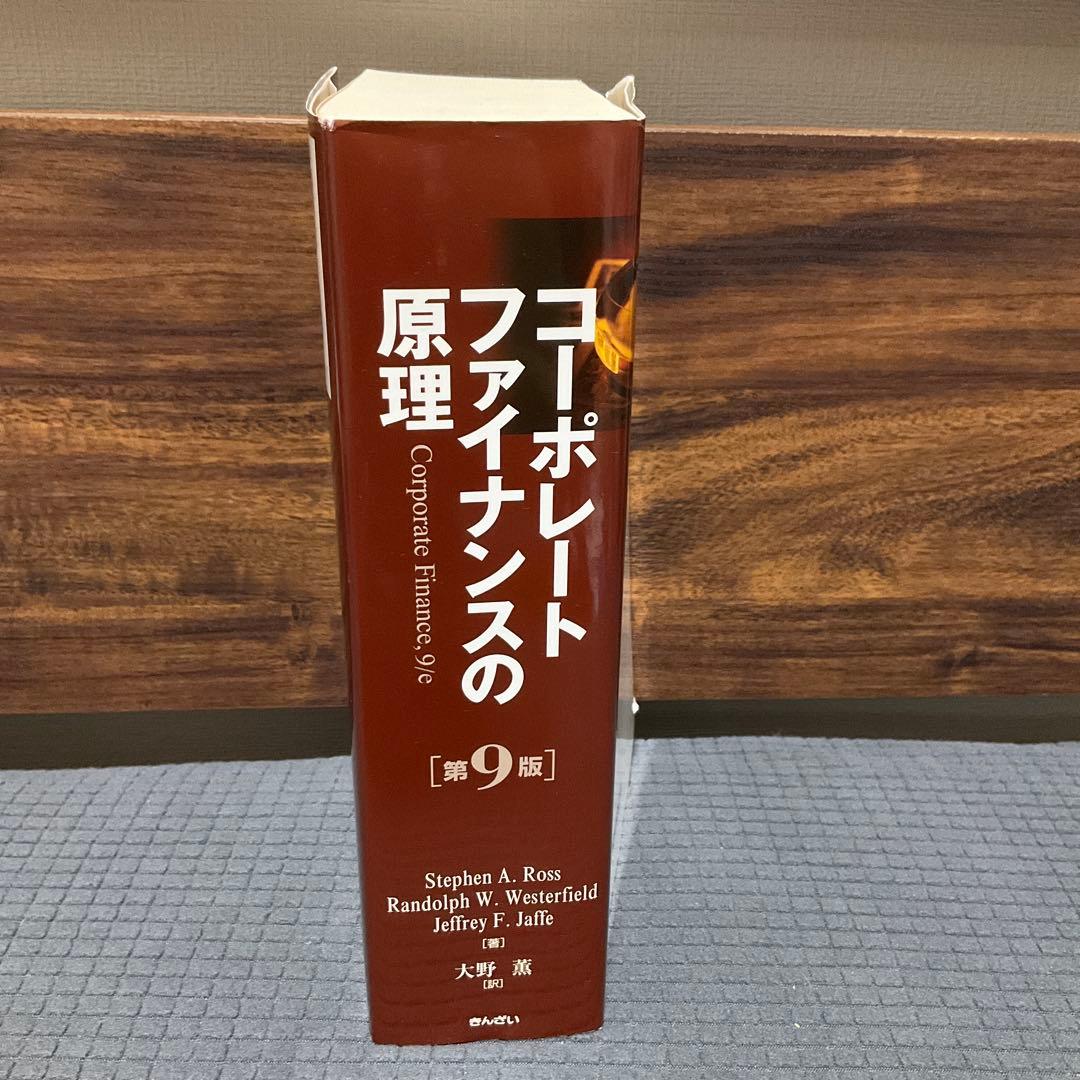 コーポレート
ファイナンスの
原理
Corporate Finance, 9/e
[第9版]
Stephen A. Ross
Randolph W. Westerfield
Jeffrey F. Jaffe
[著]
大野 薫
[訳]
きんざい